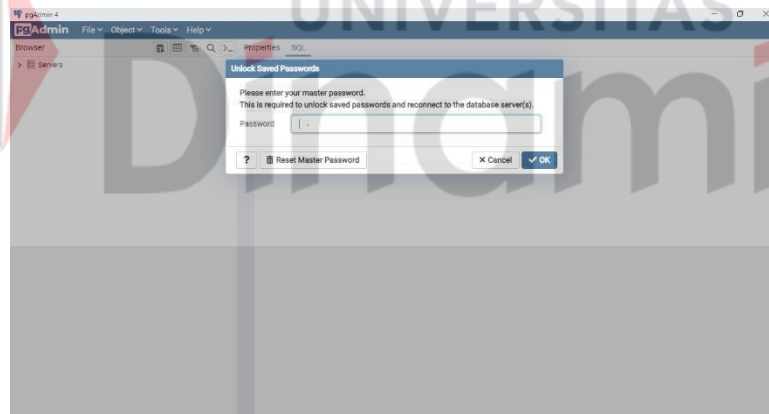 pgAdmin 4
UNIVERSITAS
pgAdmin File Object Tools Help
Browser Properties SQL
Servers
Dinami
Unlock Saved Passwords
Please enter your master password.
This is required to unlock saved passwords and reconnect to the database server(s).
Password
? Reset Master Password Cancel OK